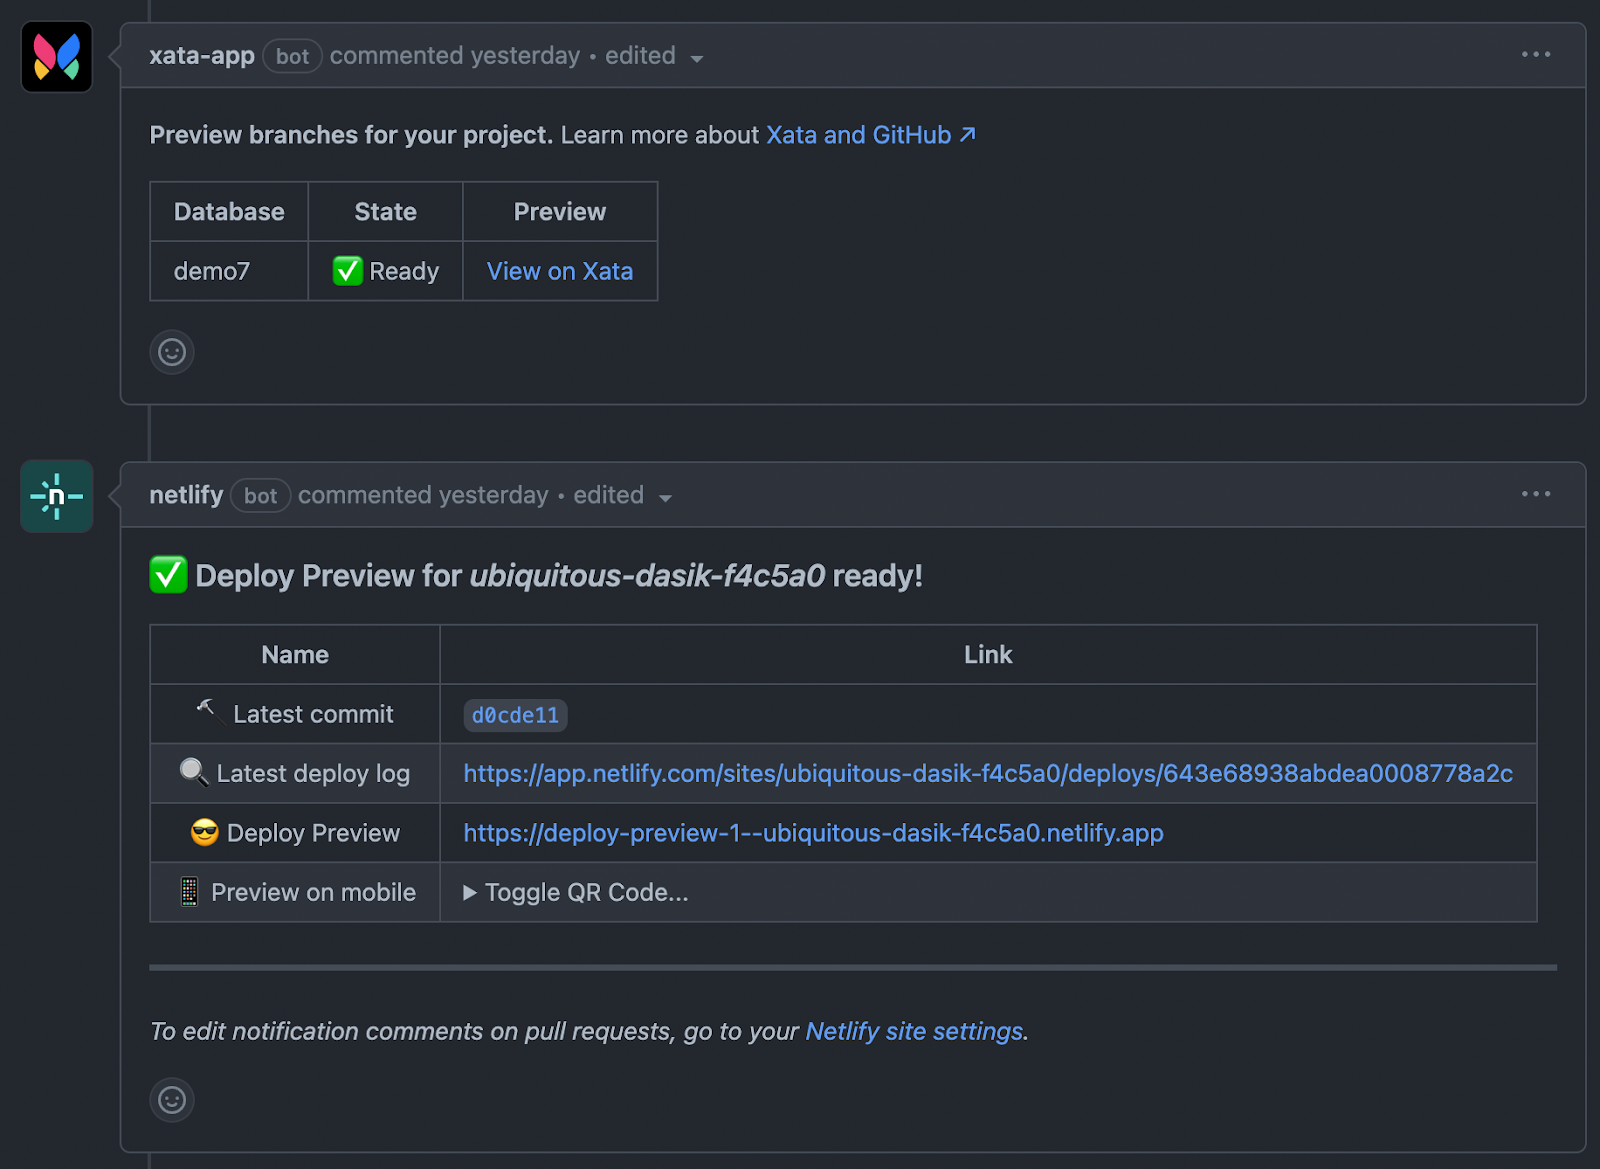 xata-app bot commented yesterday • edited
Preview branches for your project. Learn more about Xata and GitHub ↗
Database State Preview
demo7 ✅ Ready View on Xata
n
netlify bot commented yesterday • edited
✅ Deploy Preview for ubiquitous-dasik-f4c5a0 ready!
Name Link
🔨 Latest commit d0cde11
🔍 Latest deploy log https://app.netlify.com/sites/ubiquitous-dasik-f4c5a0/deploys/643e68938abdea0008778a2c
😎 Deploy Preview https://deploy-preview-1--ubiquitous-dasik-f4c5a0.netlify.app
📱 Preview on mobile ▶ Toggle QR Code...
To edit notification comments on pull requests, go to your Netlify site settings.